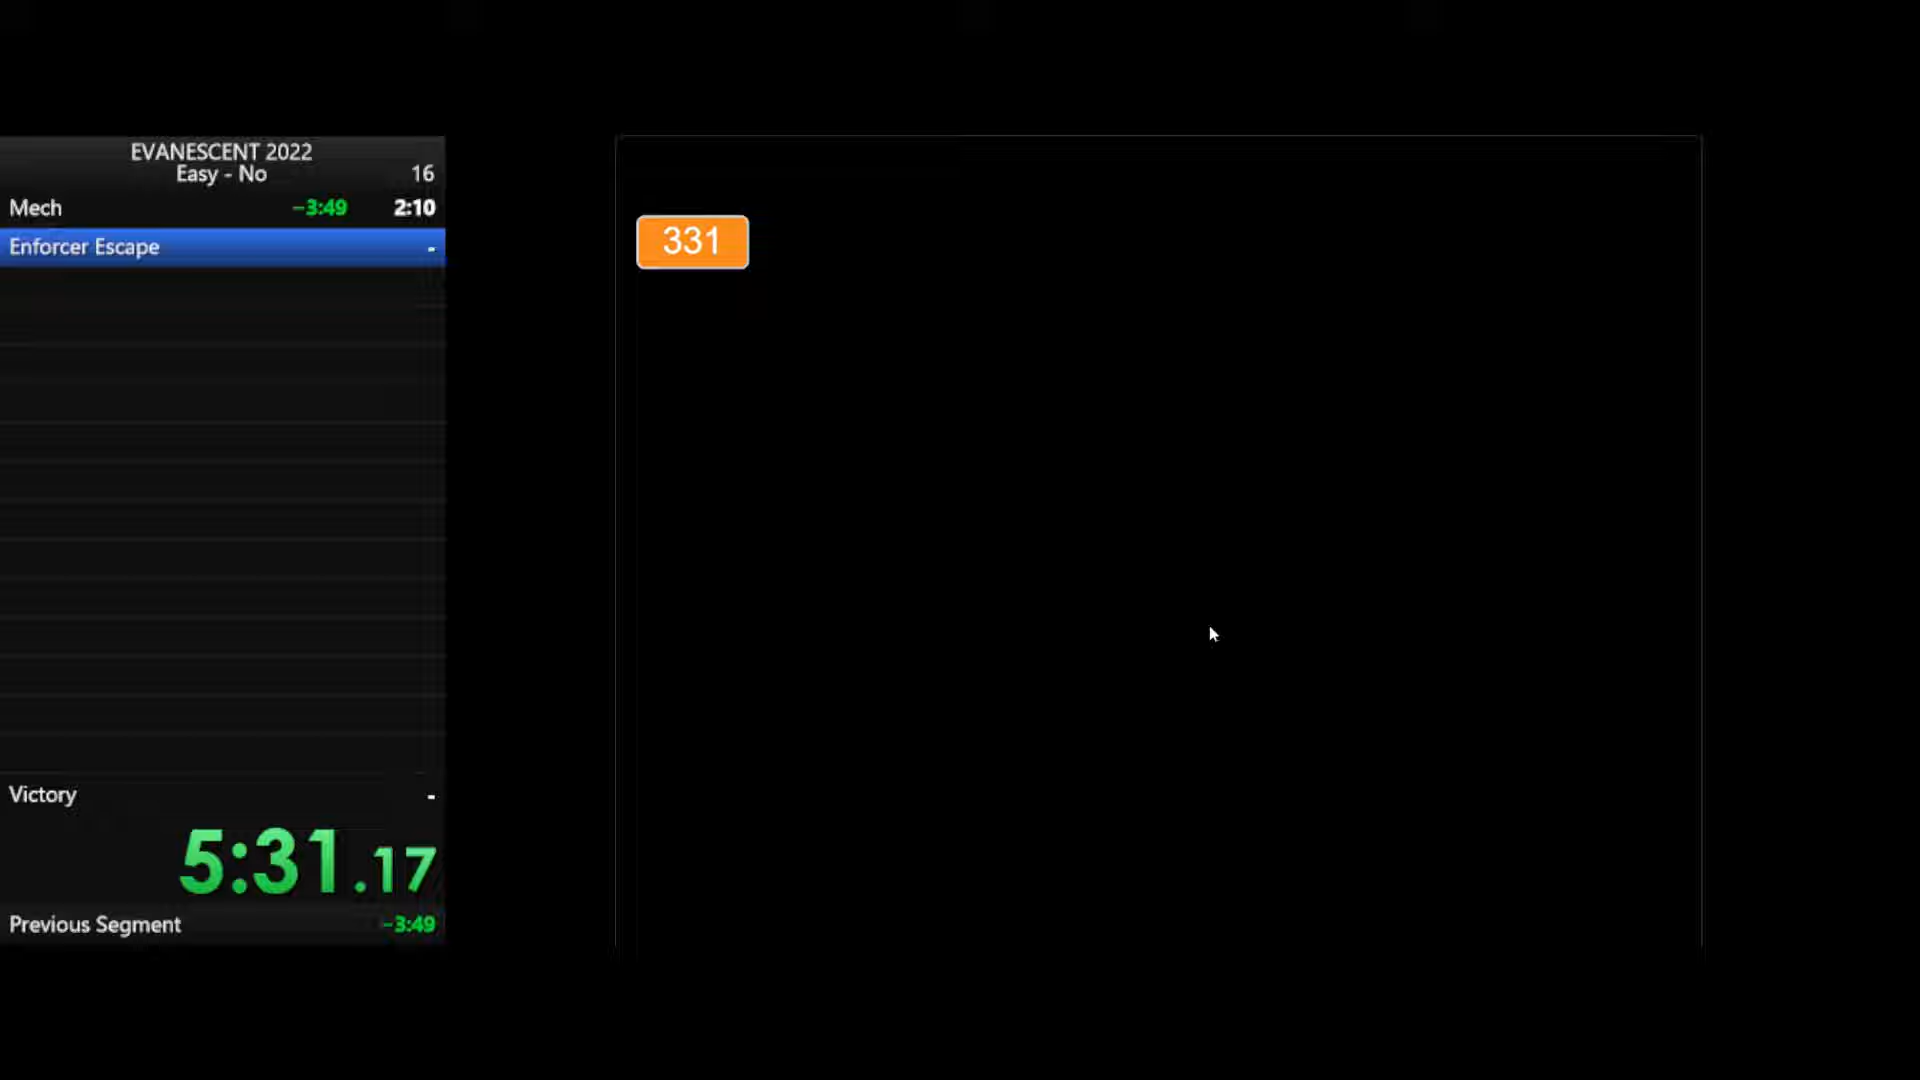 EVANESCENT 2022
Easy - No
16
Mech -3:49 2:10
Enforcer Escape -
331
Victory -
5:31.17
Previous Segment -3:49